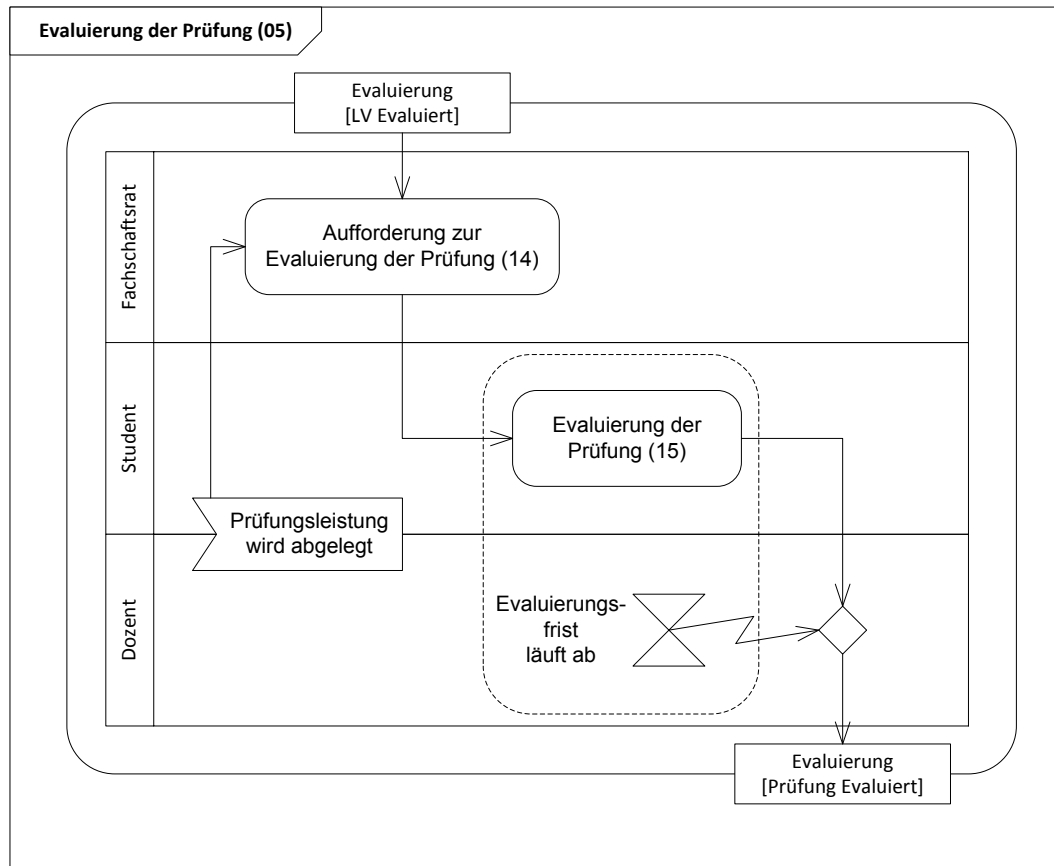 Evaluierung der Prüfung (05)
Evaluierung
[LV Evaluiert]
Fachschaftsrat
Aufforderung zur
Evaluierung der Prüfung (14)
Student
Evaluierung der
Prüfung (15)
Prüfungsleistung
wird abgelegt
Dozent
Evaluierungs-
frist
läuft ab
Evaluierung
[Prüfung Evaluiert]